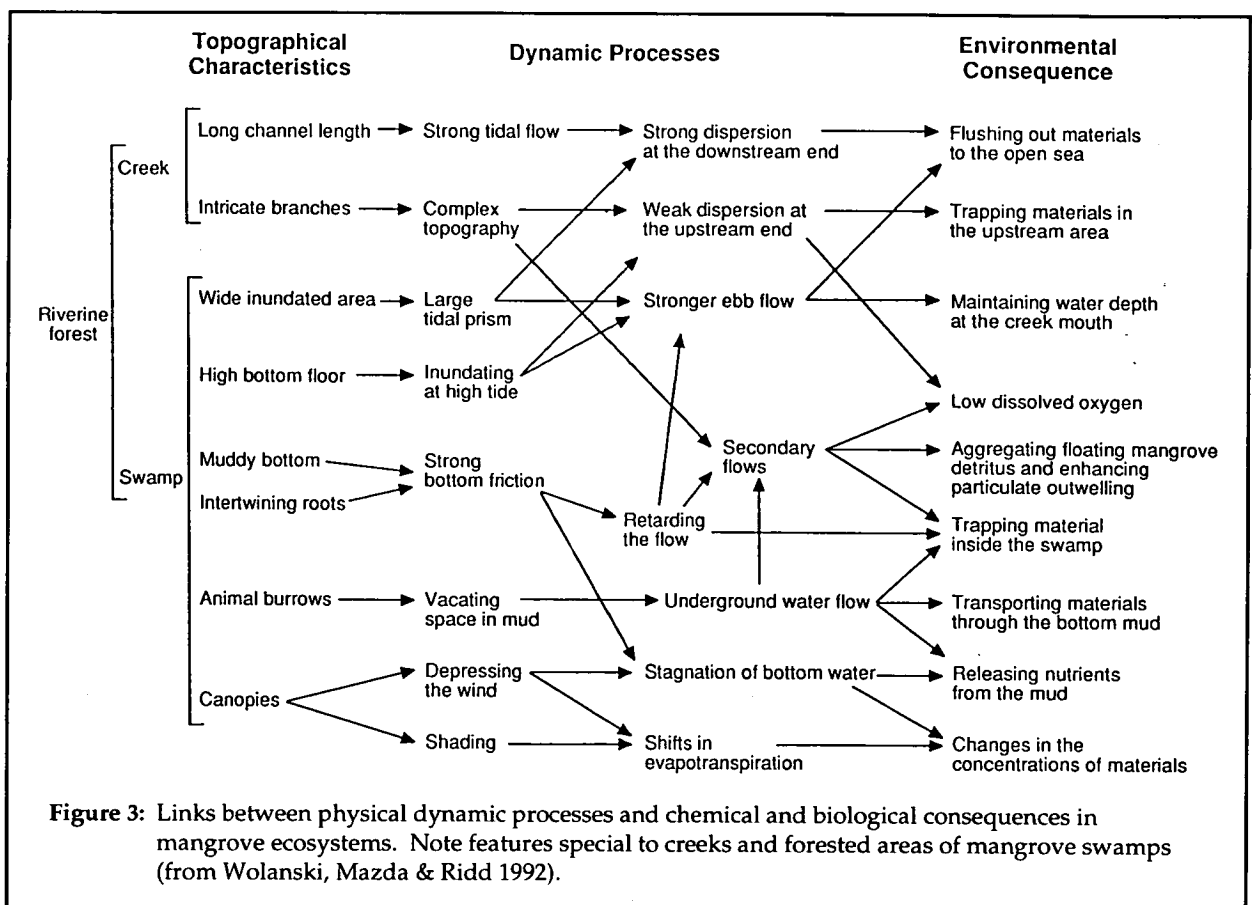 Topographical Characteristics
Dynamic Processes
Environmental Consequence
Riverine forest
Creek
Long channel length
Strong tidal flow
Strong dispersion
at the downstream end
Flushing out materials
to the open sea
Intricate branches
Complex
topography
Weak dispersion at
the upstream end
Trapping materials in
the upstream area
Swamp
Wide inundated area
Large
tidal prism
Stronger ebb flow
Maintaining water depth
at the creek mouth
High bottom floor
Inundating
at high tide
Low dissolved oxygen
Muddy bottom
Intertwining roots
Strong
bottom friction
Secondary
flows
Aggregating floating mangrove
detritus and enhancing
particulate outwelling
Retarding
the flow
Trapping material
inside the swamp
Animal burrows
Vacating
space in mud
Underground water flow
Transporting materials
through the bottom mud
Canopies
Depressing
the wind
Stagnation of bottom water
Releasing nutrients
from the mud
Shading
Shifts in
evapotranspiration
Changes in the
concentrations of materials
Figure 3: Links between physical dynamic processes and chemical and biological consequences in
mangrove ecosystems. Note features special to creeks and forested areas of mangrove swamps
(from Wolanski, Mazda & Ridd 1992).